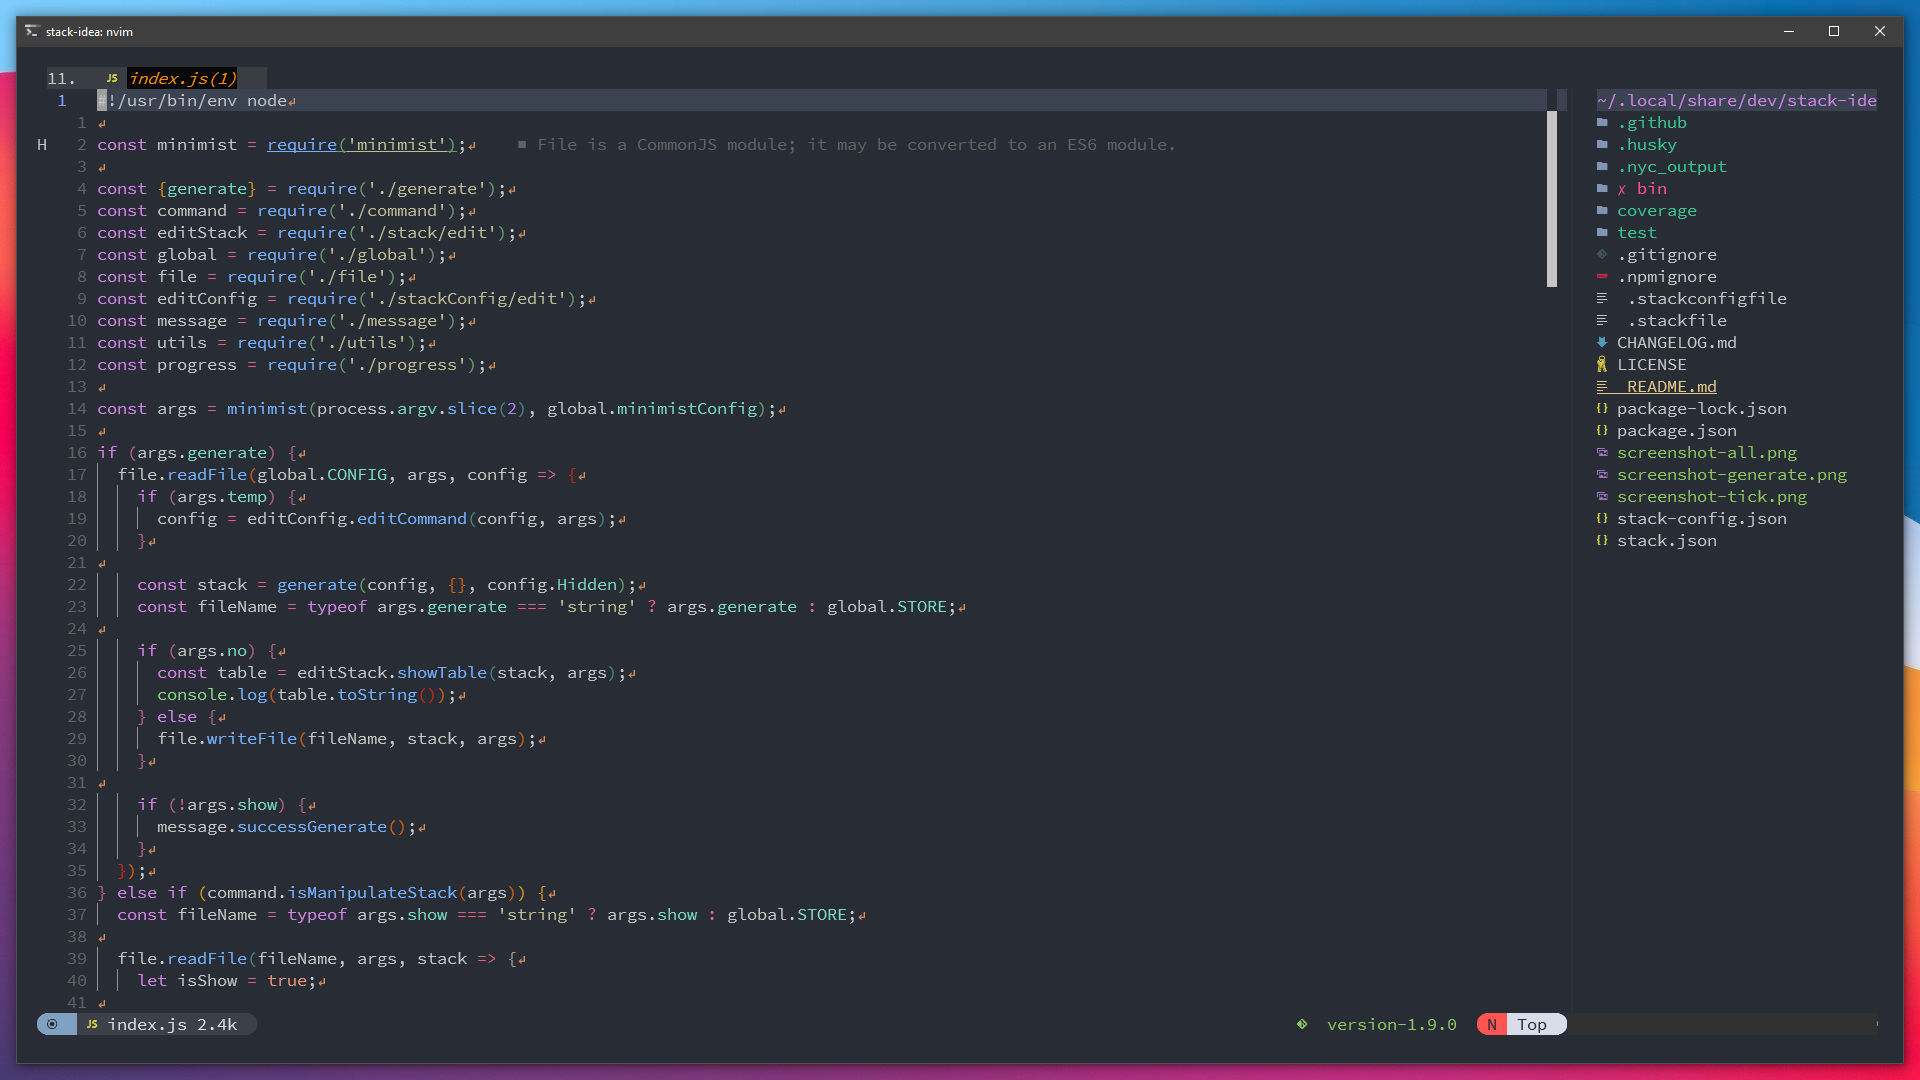 stack-idea: nvim
11. JS index.js(1)
1 #!/usr/bin/env node
1
H 2 const minimist = require('minimist'); ■ File is a CommonJS module; it may be converted to an ES6 module.
3
4 const {generate} = require('./generate');
5 const command = require('./command');
6 const editStack = require('./stack/edit');
7 const global = require('./global');
8 const file = require('./file');
9 const editConfig = require('./stackConfig/edit');
10 const message = require('./message');
11 const utils = require('./utils');
12 const progress = require('./progress');
13
14 const args = minimist(process.argv.slice(2), global.minimistConfig);
15
16 if (args.generate) {
17 file.readFile(global.CONFIG, args, config => {
18 if (args.temp) {
19 config = editConfig.editCommand(config, args);
20 }
21
22 const stack = generate(config, {}, config.Hidden);
23 const fileName = typeof args.generate === 'string' ? args.generate : global.STORE;
24
25 if (args.no) {
26 const table = editStack.showTable(stack, args);
27 console.log(table.toString());
28 } else {
29 file.writeFile(fileName, stack, args);
30 }
31
32 if (!args.show) {
33 message.successGenerate();
34 }
35 });
36 } else if (command.isManipulateStack(args)) {
37 const fileName = typeof args.show === 'string' ? args.show : global.STORE;
38
39 file.readFile(fileName, args, stack => {
40 let isShow = true;
41
~/.local/share/dev/stack-ide
.github
.husky
.nyc_output
✗ bin
coverage
test
.gitignore
.npmignore
.stackconfigfile
.stackfile
CHANGELOG.md
LICENSE
README.md
{} package-lock.json
{} package.json
screenshot-all.png
screenshot-generate.png
screenshot-tick.png
{} stack-config.json
{} stack.json
JS index.js 2.4k
version-1.9.0 N Top